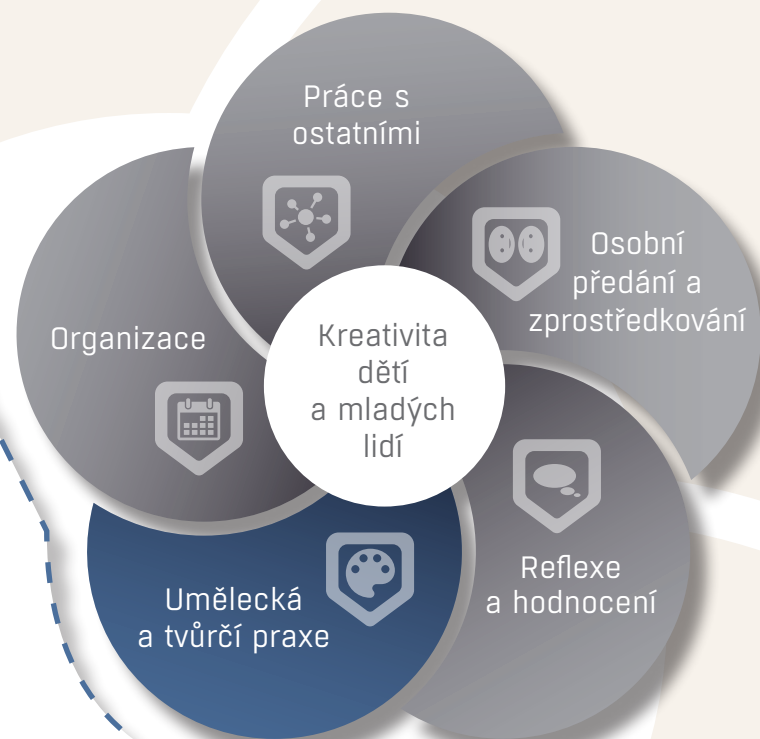 Práce s
ostatními
Osobní
předání a
zprostředkování
Organizace
Kreativita
dětí
a mladých
lidí
Reflexe
a hodnocení
Umělecká
a tvůrčí praxe